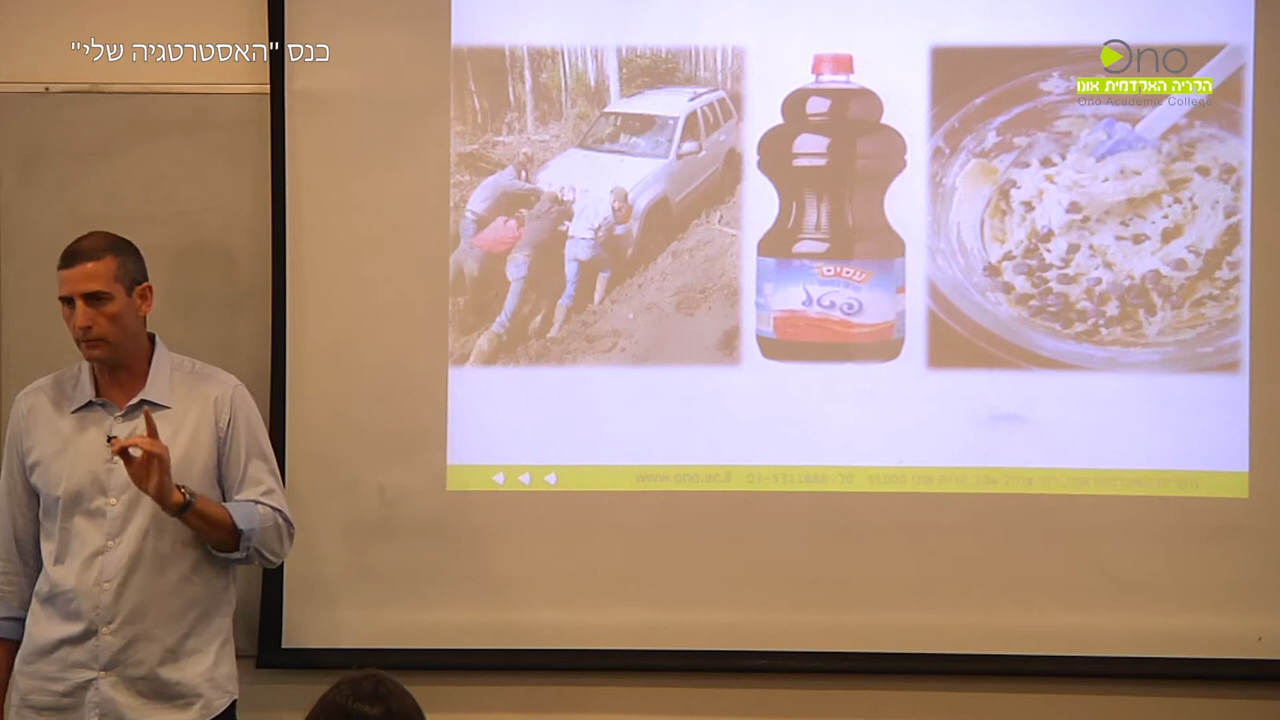 כנס "האסטרטגיה שלי"
Ono
הקריה האקדמית אונו
Ono Academic College
עסיס
פטל
www.ono.ac.il